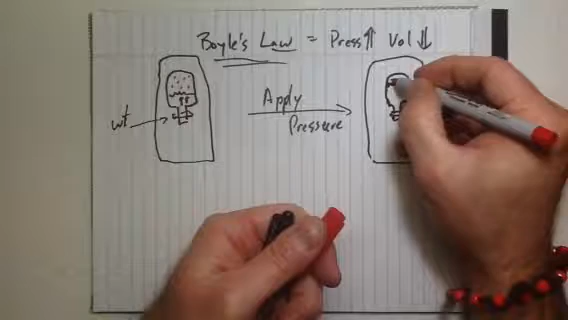 Boyle's Law = Press↑↑ Vol↓↓
Apply
Pressure
wt